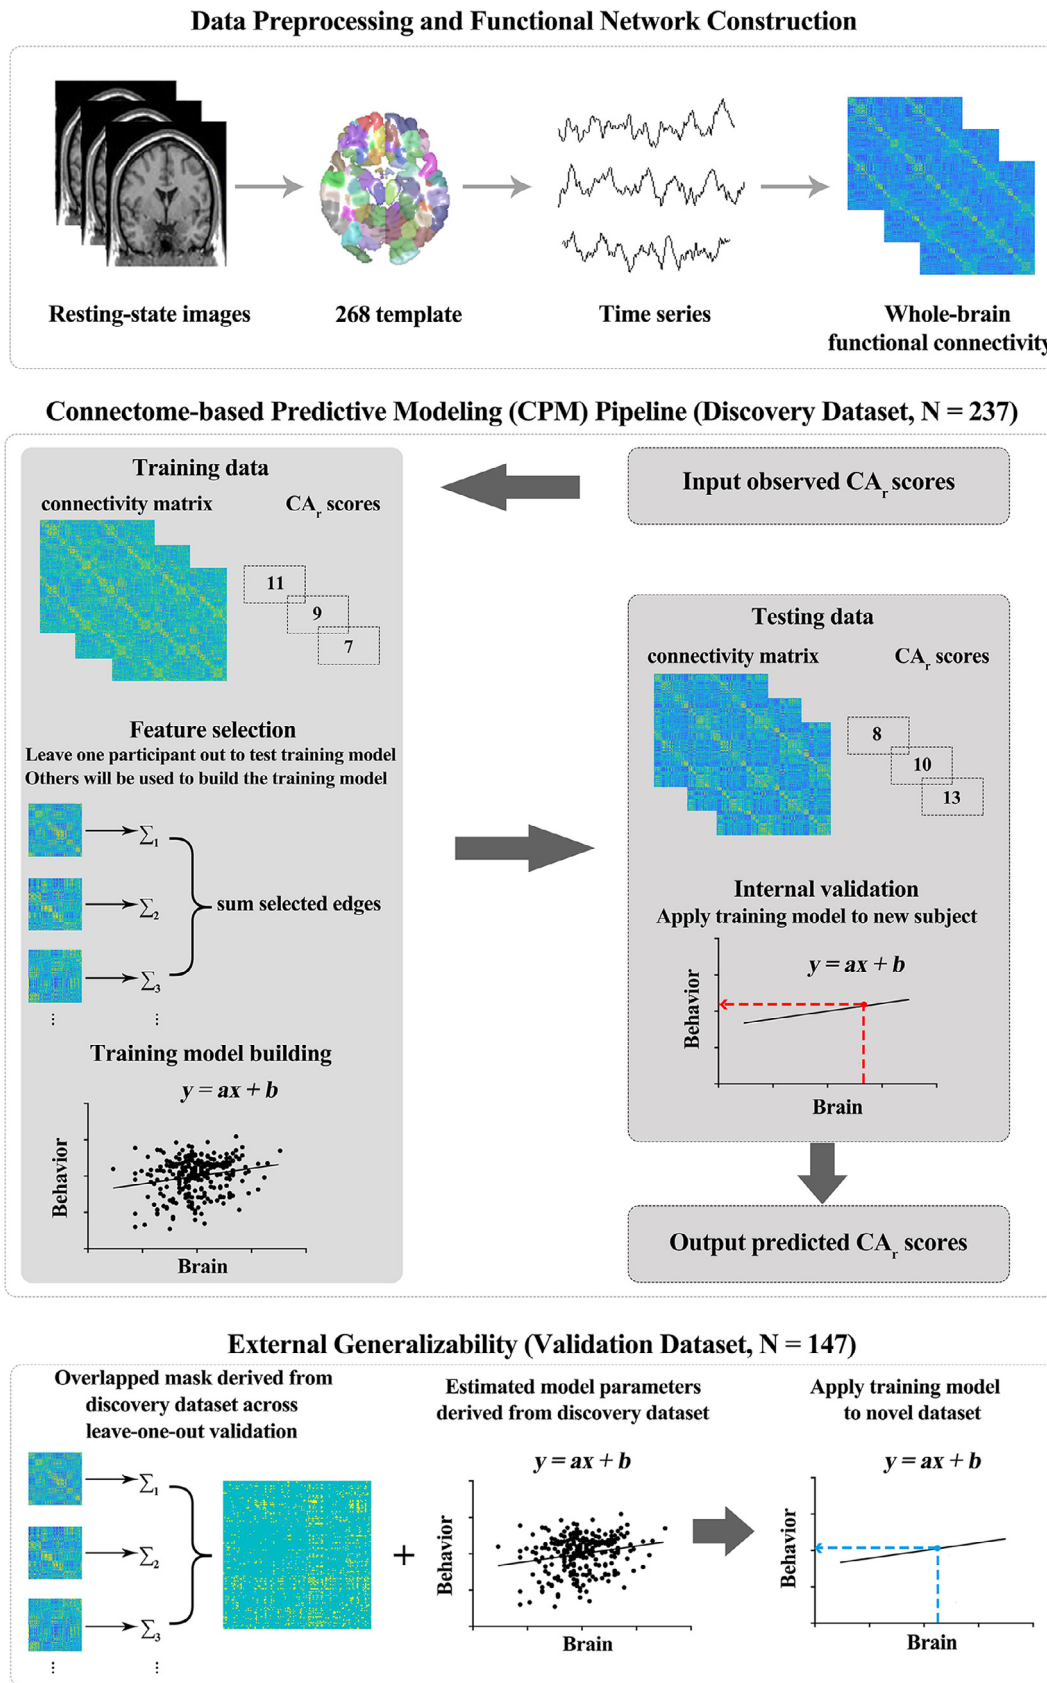 Data Preprocessing and Functional Network Construction
Resting-state images
268 template
Time series
Whole-brain
functional connectivity
Connectome-based Predictive Modeling (CPM) Pipeline (Discovery Dataset, N = 237)
Training data
connectivity matrix
CAr scores
11
9
7
Feature selection
Leave one participant out to test training model
Others will be used to build the training model
∑1
∑2
sum selected edges
∑3
...
...
Training model building
y = ax + b
Behavior
Brain
Input observed CAr scores
Testing data
connectivity matrix
CAr scores
8
10
13
Internal validation
Apply training model to new subject
y = ax + b
Behavior
Brain
Output predicted CAr scores
External Generalizability (Validation Dataset, N = 147)
Overlapped mask derived from
discovery dataset across
leave-one-out validation
∑1
∑2
∑3
...
...
+
Estimated model parameters
derived from discovery dataset
y = ax + b
Behavior
Brain
Apply training model
to novel dataset
y = ax + b
Behavior
Brain